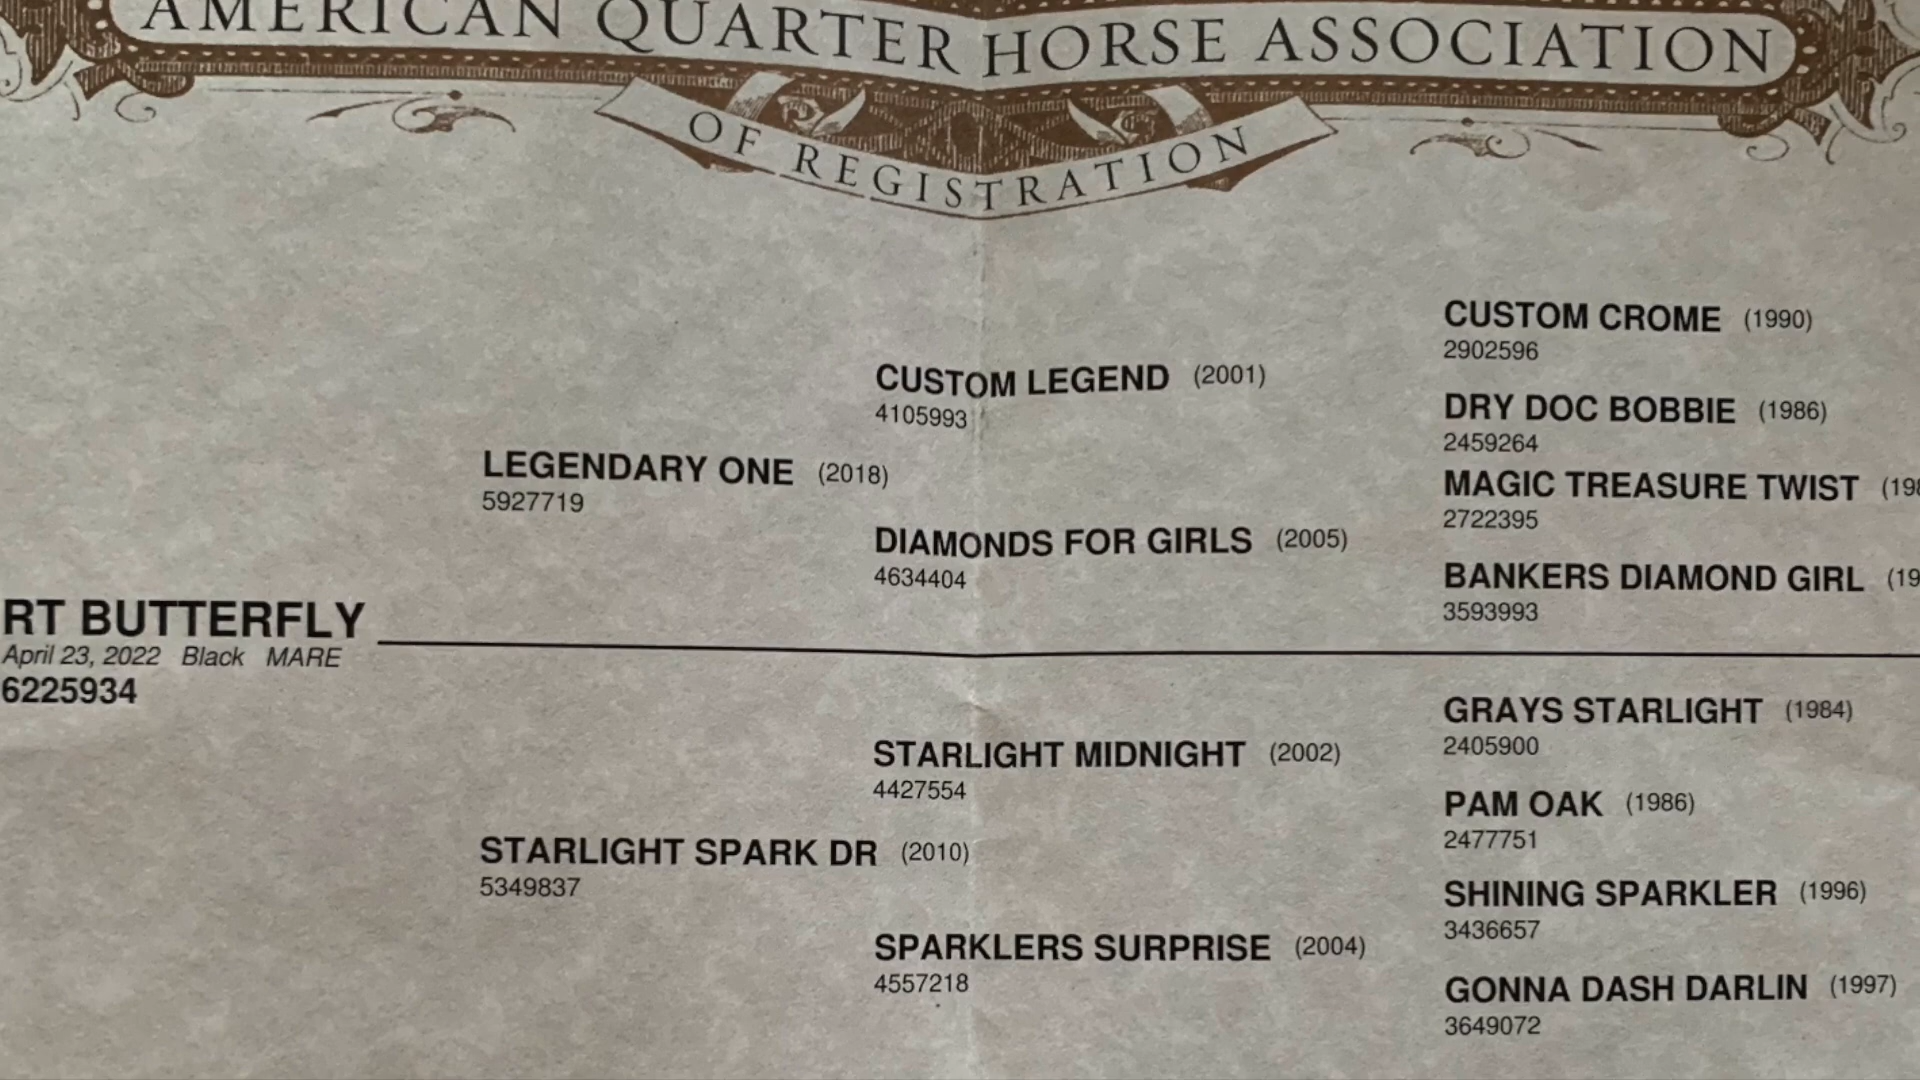 AMERICAN QUARTER HORSE ASSOCIATION
OF REGISTRATION
CUSTOM CROME (1990)
2902596
CUSTOM LEGEND (2001)
4105993
DRY DOC BOBBIE (1986)
2459264
LEGENDARY ONE (2018)
5927719
MAGIC TREASURE TWIST
2722395
DIAMONDS FOR GIRLS (2005)
4634404
BANKERS DIAMOND GIRL
3593993
RT BUTTERFLY
April 23, 2022 Black MARE
6225934
GRAYS STARLIGHT (1984)
2405900
STARLIGHT MIDNIGHT (2002)
4427554
PAM OAK (1986)
2477751
STARLIGHT SPARK DR (2010)
5349837
SHINING SPARKLER (1996)
3436657
SPARKLERS SURPRISE (2004)
4557218
GONNA DASH DARLIN (1997)
3649072